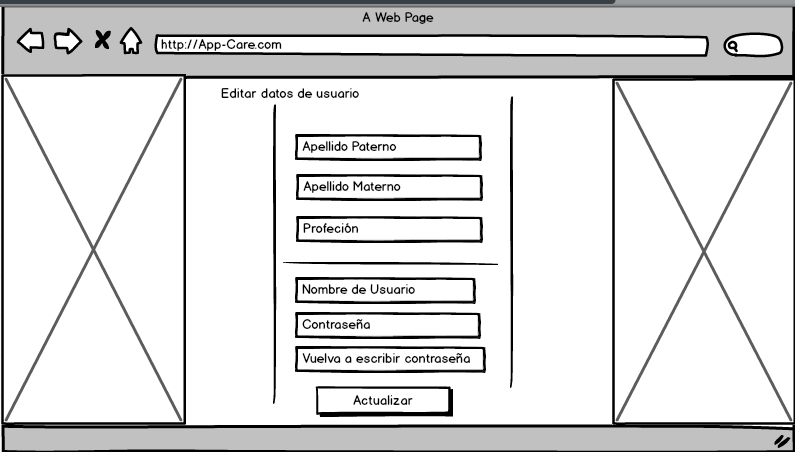 A Web Page
http://App-Care.com
Editar datos de usuario
Apellido Paterno
Apellido Materno
Profeción
Nombre de Usuario
Contraseña
Vuelva a escribir contraseña
Actualizar